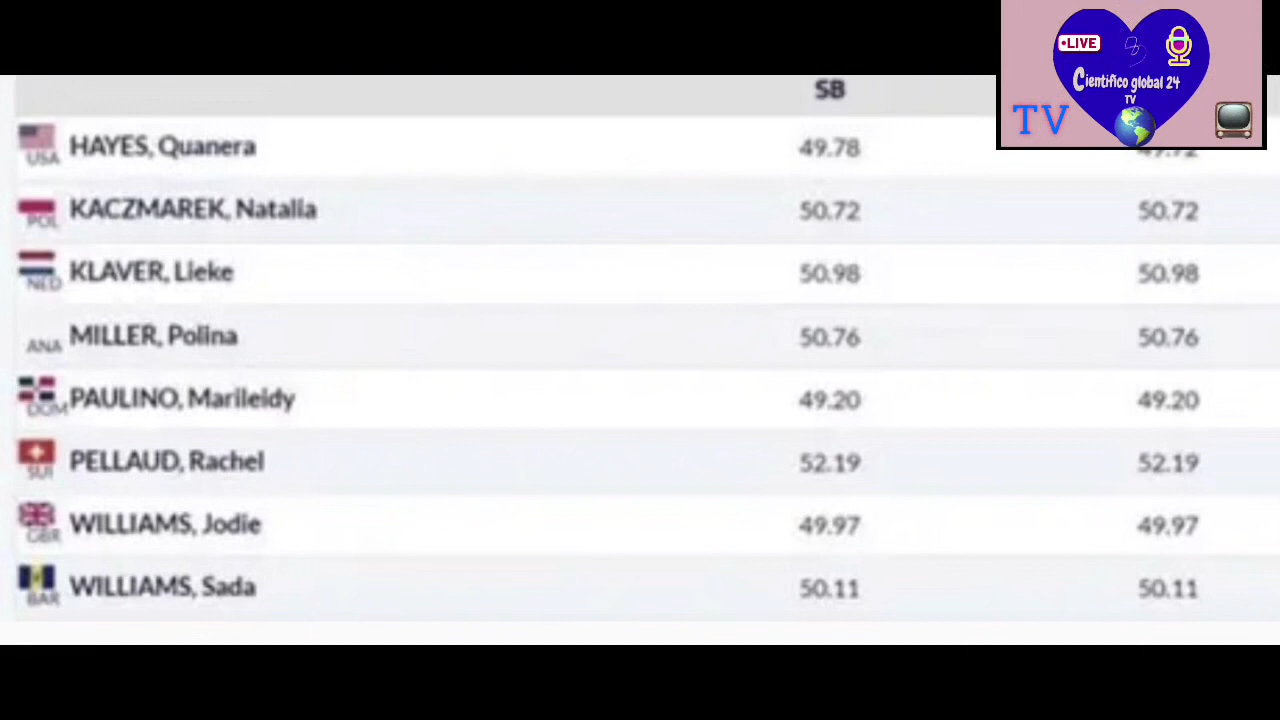 LIVE
Cientifico global 24
TV
TV
SB
USA HAYES, Quanera 49.78 49.72
POL KACZMAREK, Natalia 50.72 50.72
NED KLAVER, Lieke 50.98 50.98
ANA MILLER, Polina 50.76 50.76
DOM PAULINO, Marileidy 49.20 49.20
SUI PELLAUD, Rachel 52.19 52.19
GBR WILLIAMS, Jodie 49.97 49.97
BAR WILLIAMS, Sada 50.11 50.11